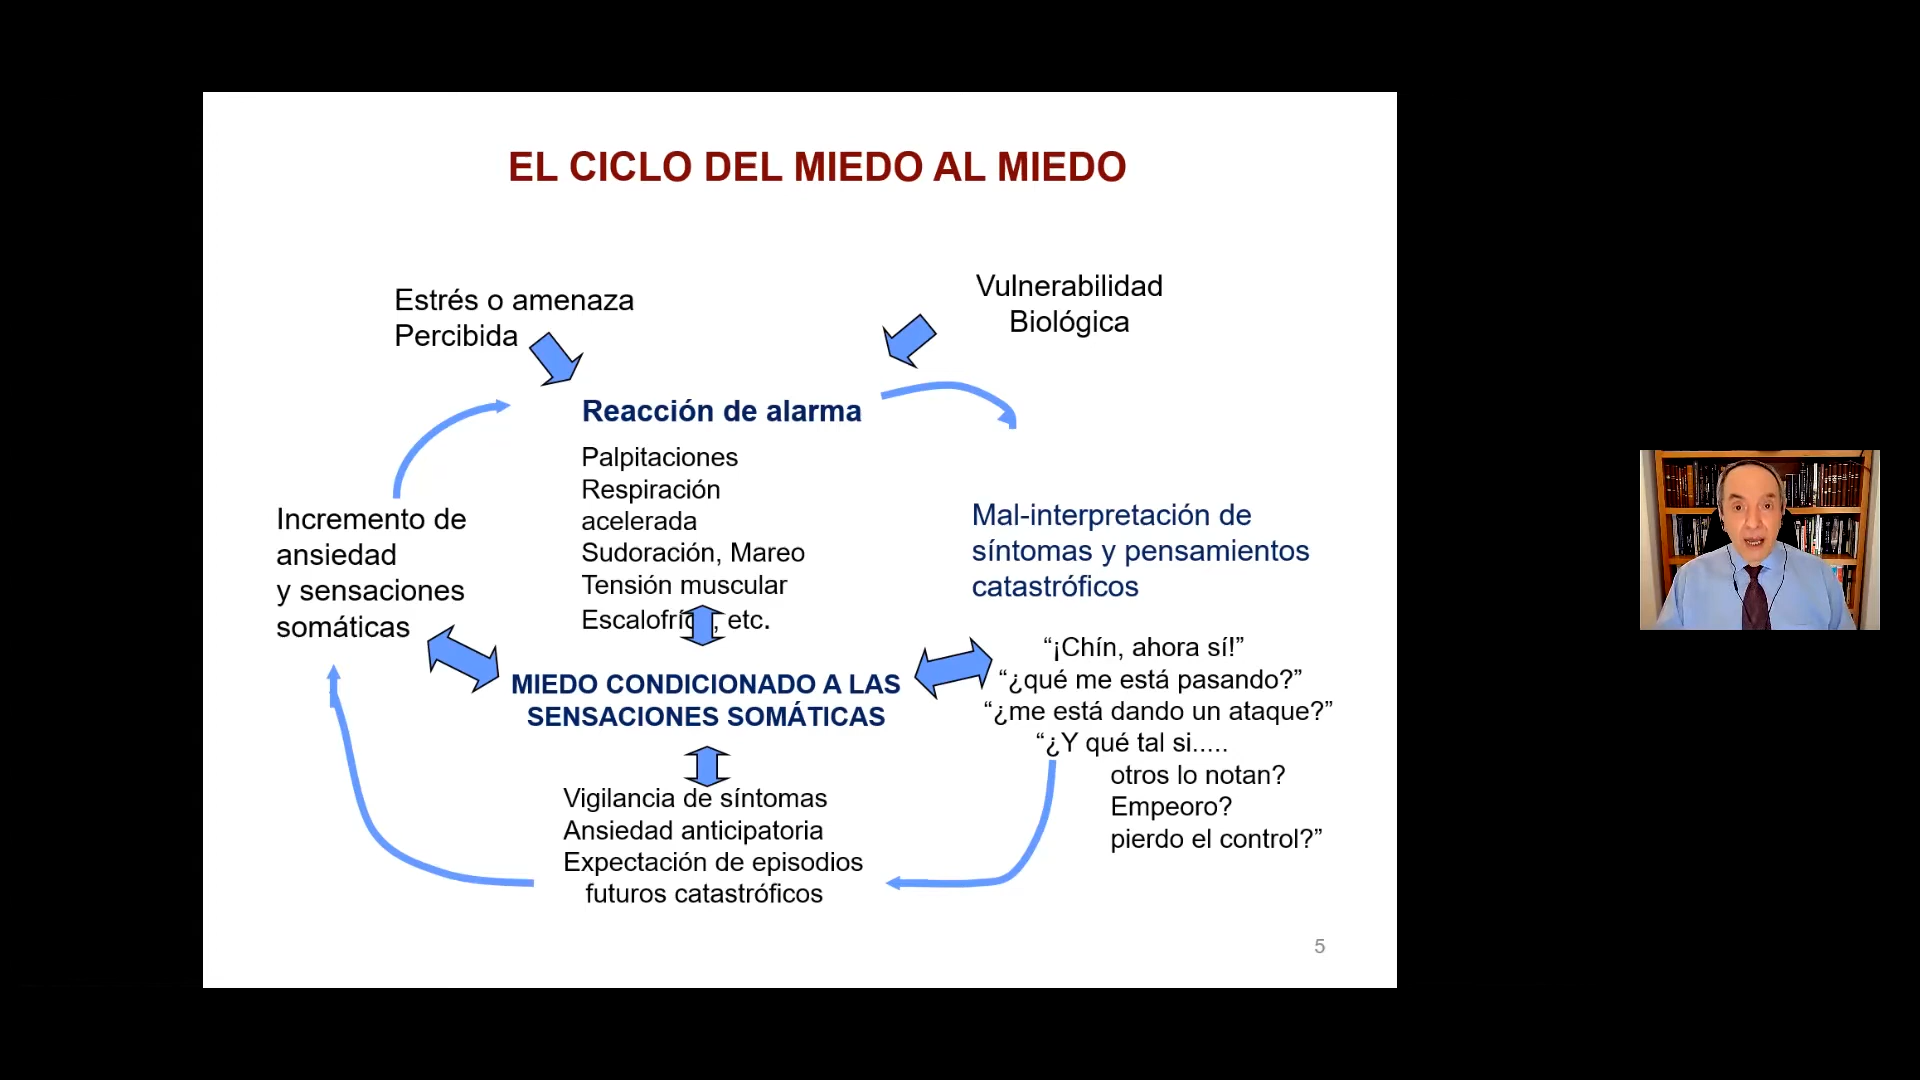 EL CICLO DEL MIEDO AL MIEDO
Estrés o amenaza
Percibida
Vulnerabilidad
Biológica
Reacción de alarma
Palpitaciones
Respiración
acelerada
Sudoración, Mareo
Tensión muscular
Escalofríos, etc.
Incremento de
ansiedad
y sensaciones
somáticas
Mal-interpretación de
síntomas y pensamientos
catastróficos
“¡Chín, ahora sí!”
“¿qué me está pasando?”
“¿me está dando un ataque?”
“¿Y qué tal si.....
otros lo notan?
Empeoro?
pierdo el control?”
MIEDO CONDICIONADO A LAS
SENSACIONES SOMÁTICAS
Vigilancia de síntomas
Ansiedad anticipatoria
Expectación de episodios
futuros catastróficos
5